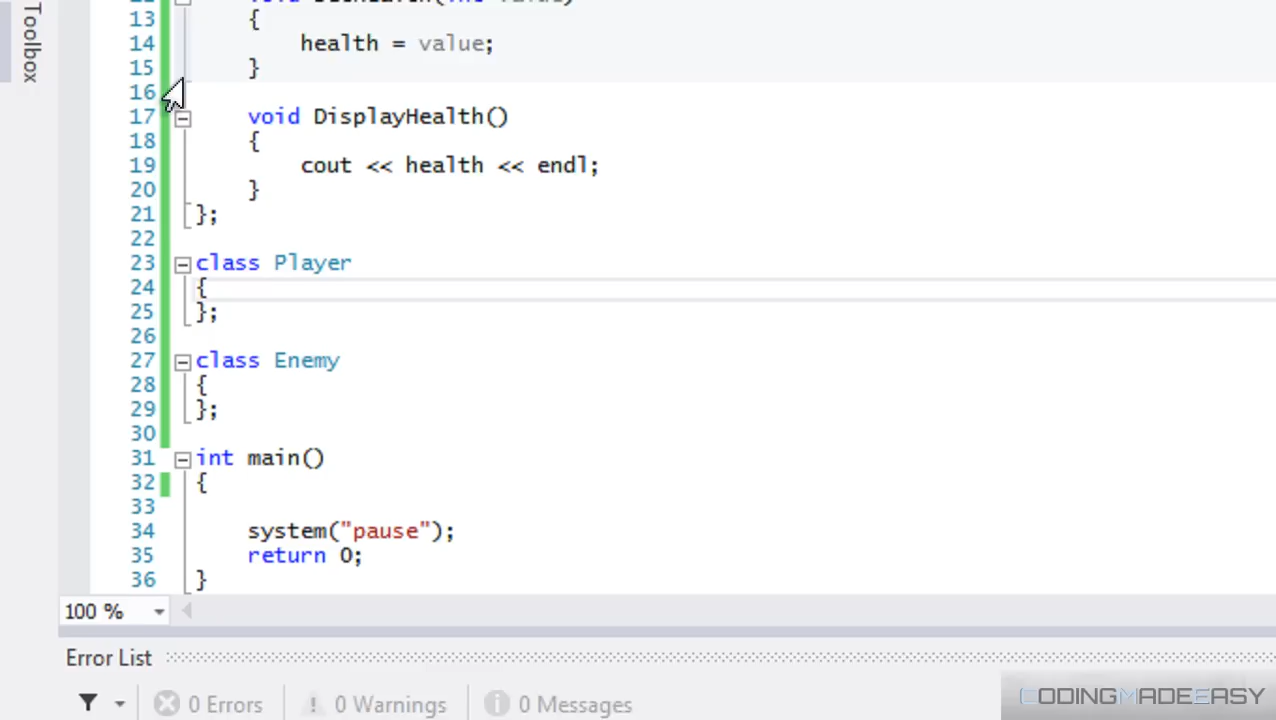 Toolbox
13 {
14 health = value;
15 }
16
17 void DisplayHealth()
18 {
19 cout << health << endl;
20 }
21 };
22
23 class Player
24 {
25 };
26
27 class Enemy
28 {
29 };
30
31 int main()
32 {
33
34 system("pause");
35 return 0;
36 }
100 %
Error List
0 Errors 0 Warnings 0 Messages
CODINGMADEEASY